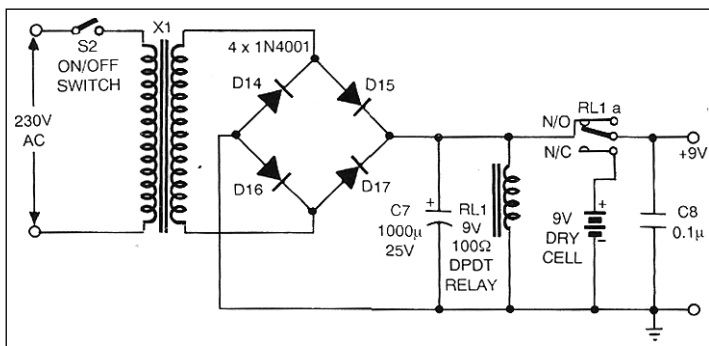 S2
ON/OFF
SWITCH
230V
AC
X1
4 x 1N4001
D14
D15
D16
D17
C7
1000µ
25V
+
RL1
9V
100Ω
DPDT
RELAY
RL1 a
N/O
N/C
+9V
+
-
9V
DRY
CELL
C8
0.1µ